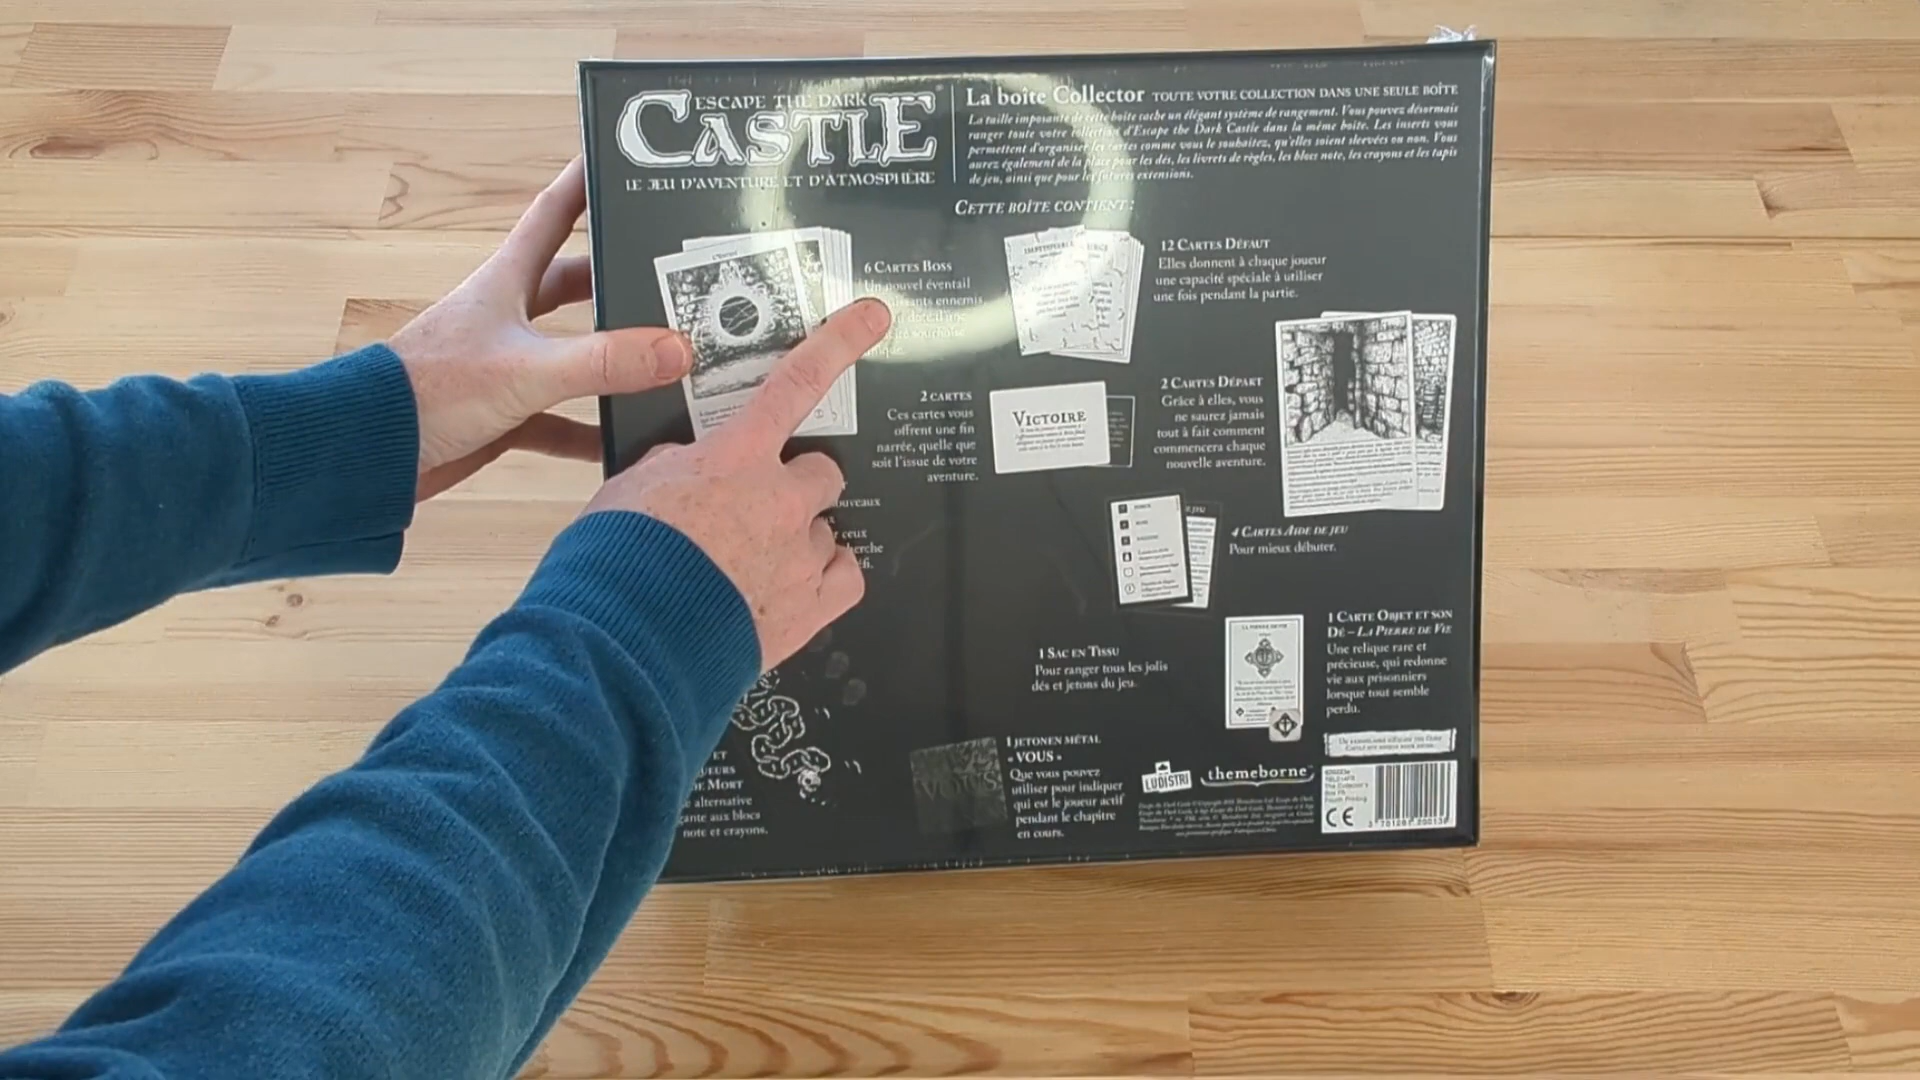 ESCAPE THE DARK
CASTLE
LE JEU D'AVENTURE ET D'ATMOSPHÈRE
La boîte Collector TOUTE VOTRE COLLECTION DANS UNE SEULE BOÎTE
La taille imposante de cette boîte cache un élégant système de rangement. Vous pouvez désormais
ranger toute votre collection d'Escape the Dark Castle dans la même boîte. Les inserts vous
permettent d'organiser les cartes comme vous le souhaitez, qu'elles soient sleevées ou non. Vous
aurez également de la place pour les dés, les livrets de règles, les blocs note, les crayons et les tapis
de jeu, ainsi que pour les futures extensions.
CETTE BOÎTE CONTIENT :
6 CARTES BOSS
Un nouvel éventail
ennemis
12 CARTES DÉFAUT
Elles donnent à chaque joueur
une capacité spéciale à utiliser
une fois pendant la partie.
2 CARTES
Ces cartes vous
offrent une fin
narrée, quelle que
soit l'issue de votre
aventure.
VICTOIRE
2 CARTES DÉPART
Grâce à elles, vous
ne saurez jamais
tout à fait comment
commencera chaque
nouvelle aventure.
ceux
4 CARTES AIDE DE JEU
Pour mieux débuter.
1 SAC EN TISSU
Pour ranger tous les jolis
dés et jetons du jeu.
1 CARTE OBJET ET SON
DÉ – LA PIERRE DE VIE
Une relique rare et
précieuse, qui redonne
vie aux prisonniers
lorsque tout semble
perdu.
ET
DE MORT
alternative
aux blocs
note et crayons.
VOUS
1 JETON EN MÉTAL
« VOUS »
Que vous pouvez
utiliser pour indiquer
qui est le joueur actif
pendant le chapitre
en cours.
LUDISTRI
themeborne
CE